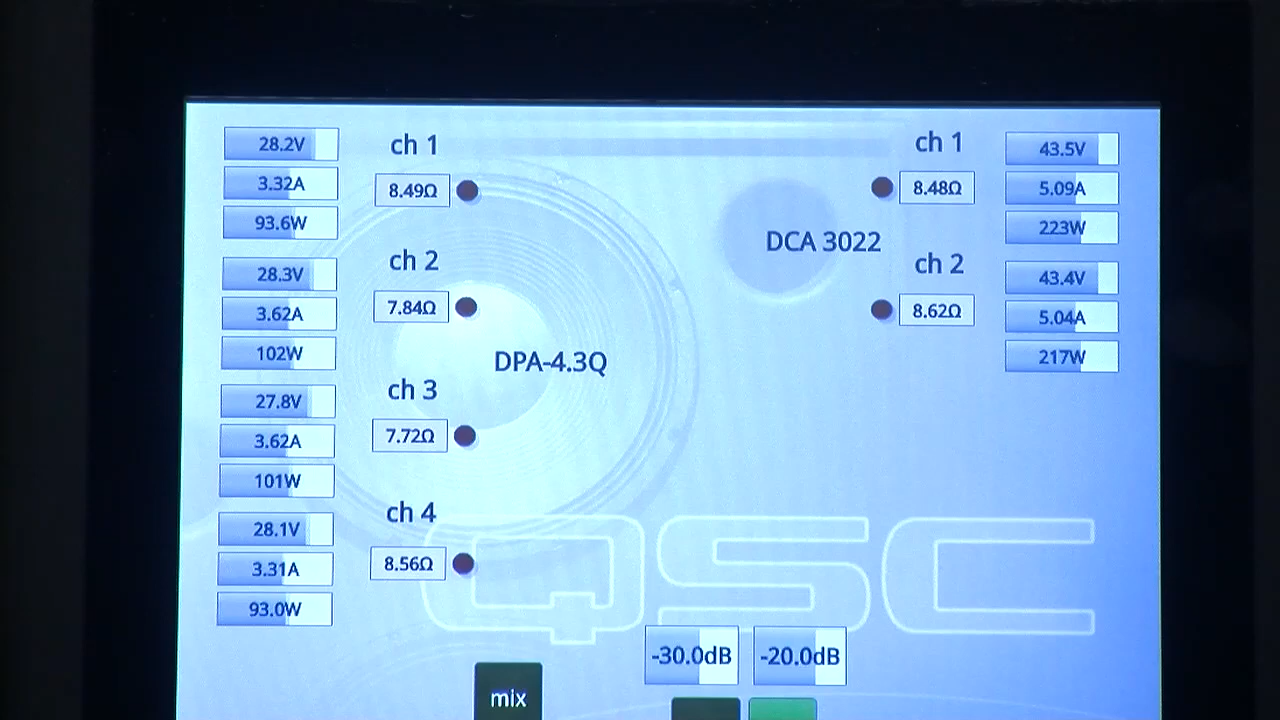 28.2V
3.32A
93.6W
ch 1
8.49Ω
28.3V
3.62A
102W
ch 2
7.84Ω
DPA-4.3Q
27.8V
3.62A
101W
ch 3
7.72Ω
28.1V
3.31A
93.0W
ch 4
8.56Ω
DCA 3022
ch 1
8.48Ω
43.5V
5.09A
223W
ch 2
8.62Ω
43.4V
5.04A
217W
QSC
-30.0dB
-20.0dB
mix